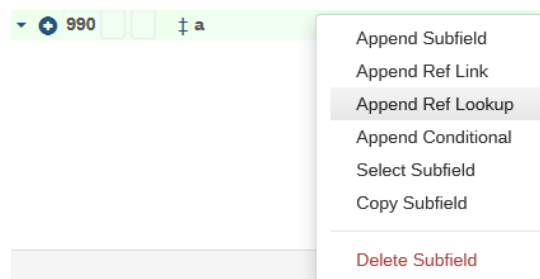 990 ‡ a
Append Subfield
Append Ref Link
Append Ref Lookup
Append Conditional
Select Subfield
Copy Subfield
Delete Subfield